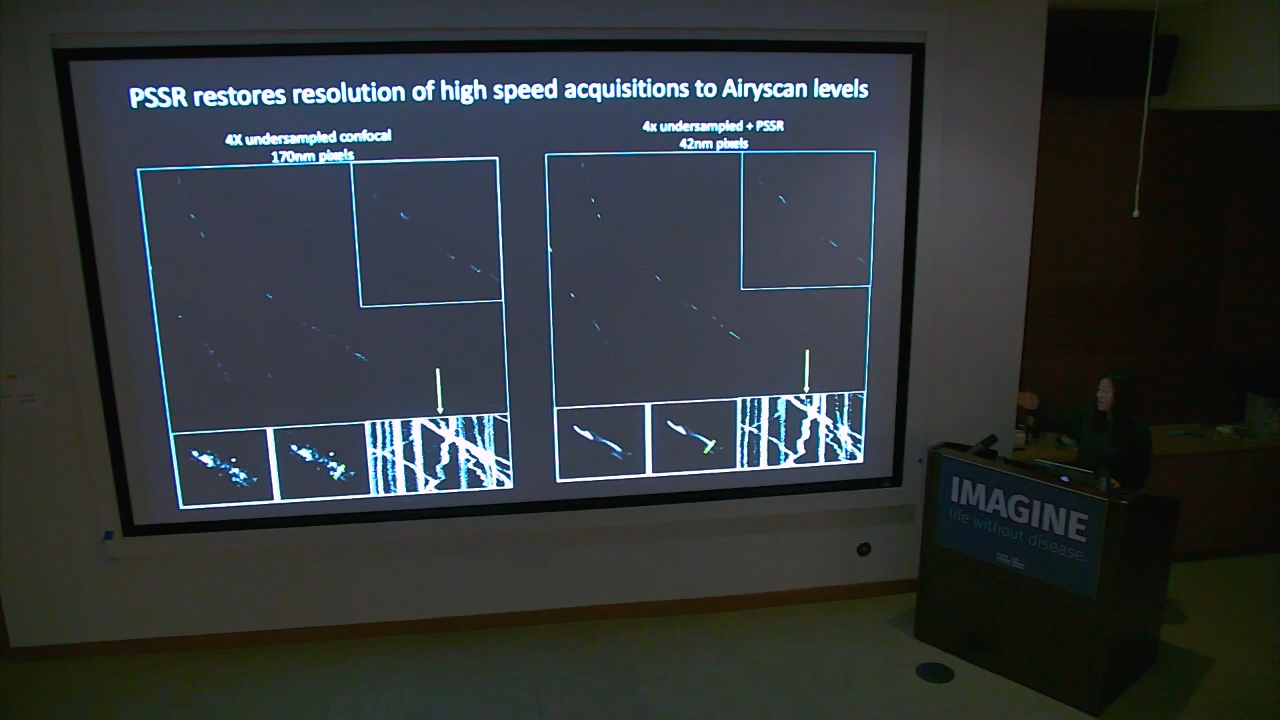 PSSR restores resolution of high speed acquisitions to Airyscan levels
4X undersampled confocal
170nm pixels
4x undersampled + PSSR
42nm pixels
IMAGINE
life without disease.